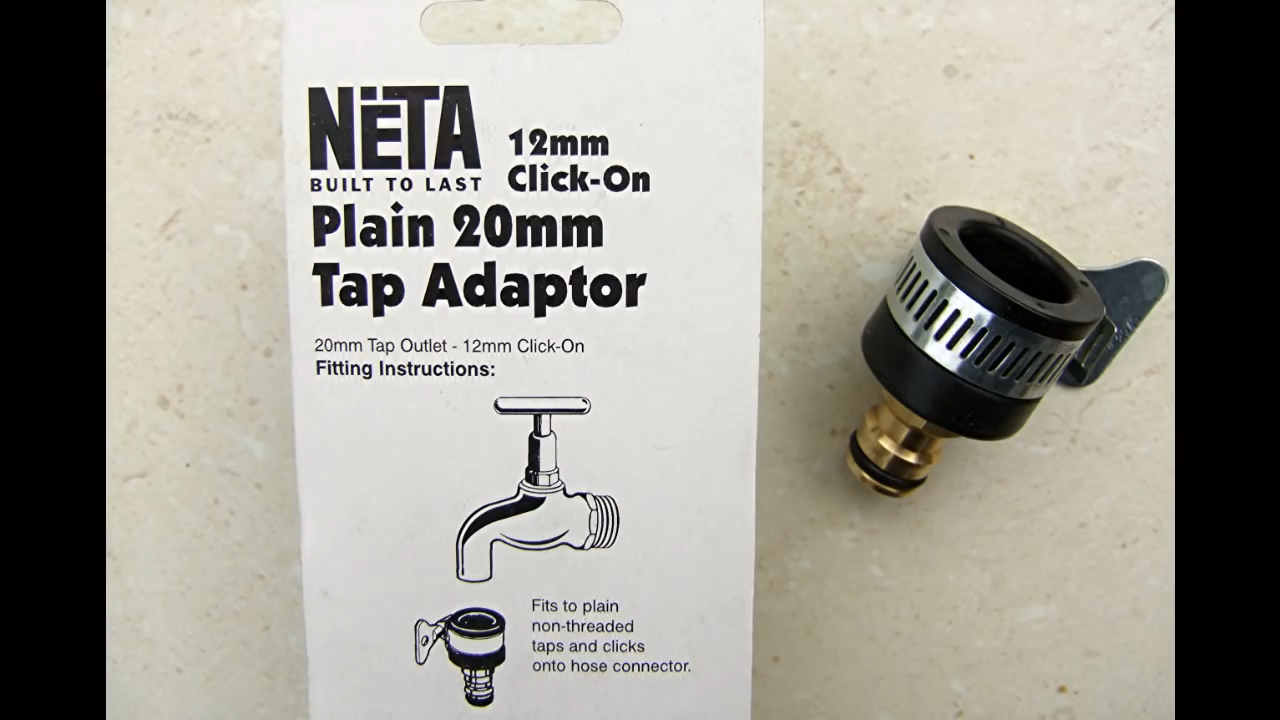 NËTA
BUILT TO LAST
12mm
Click-On
Plain 20mm
Tap Adaptor
20mm Tap Outlet - 12mm Click-On
Fitting Instructions:
Fits to plain
non-threaded
taps and clicks
onto hose connector.